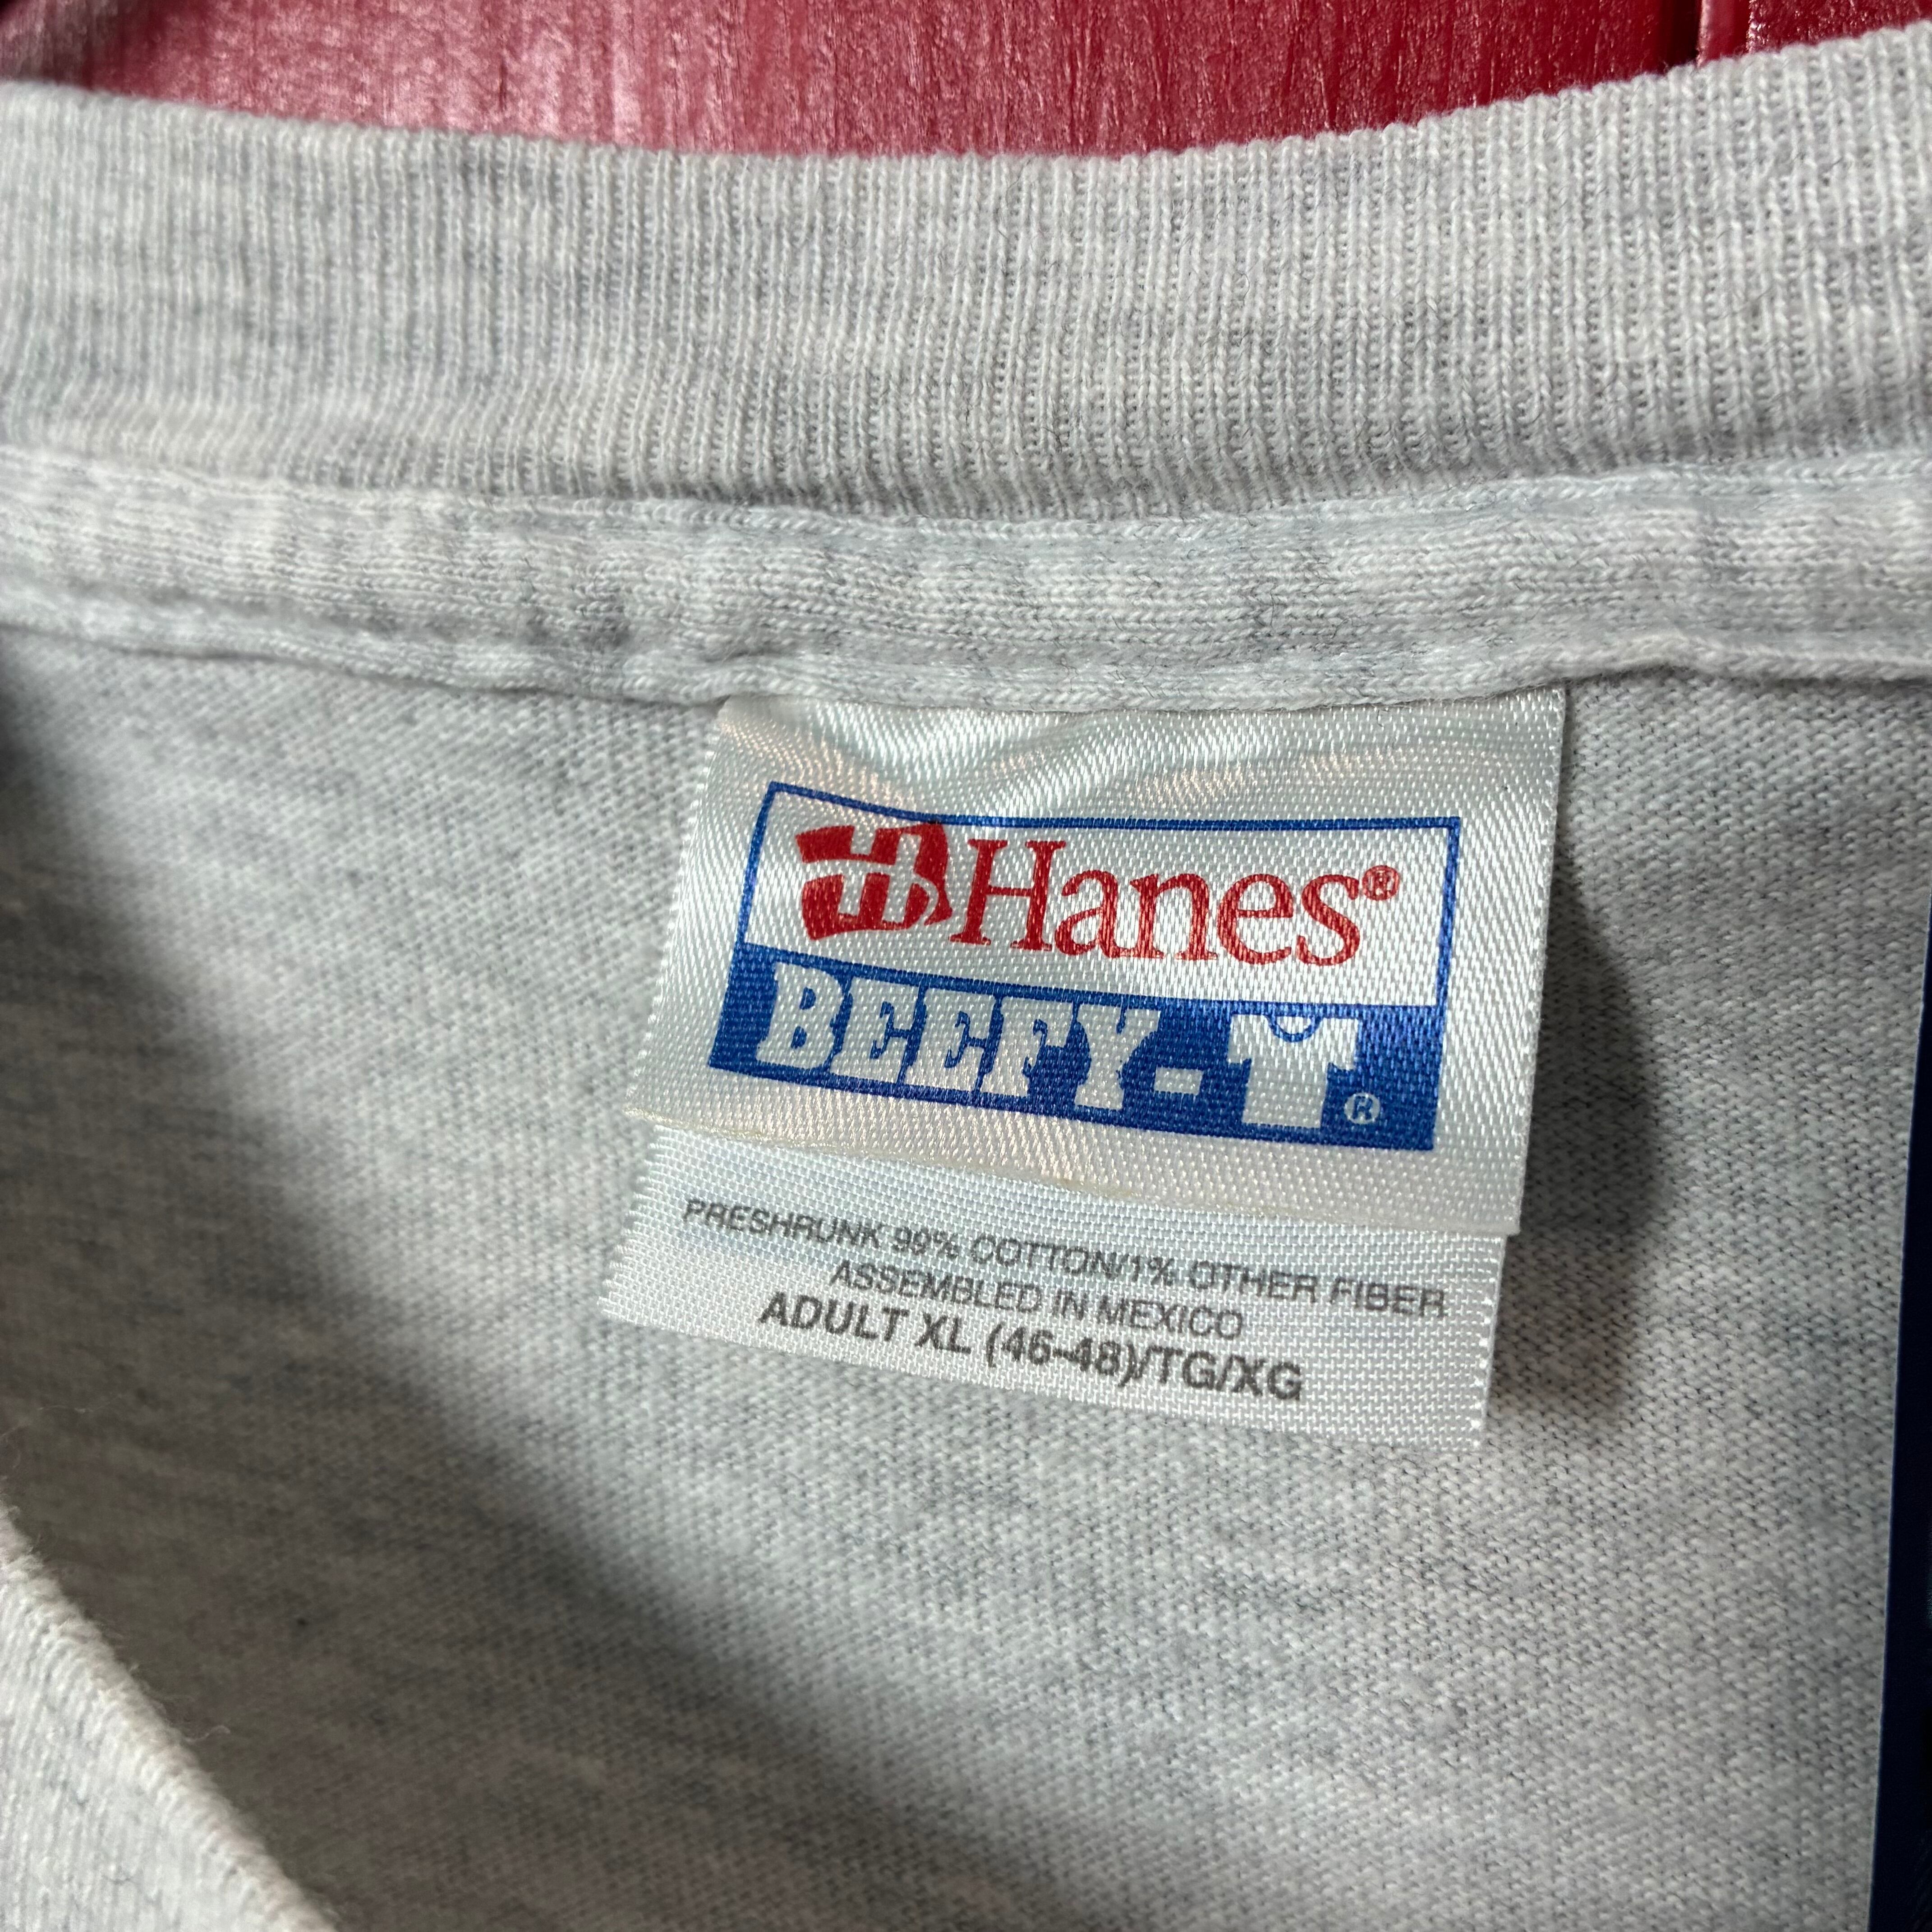 Hanes®
BEEFY-T®
PRESHRUNK 99% COTTON/1% OTHER FIBER
ASSEMBLED IN MEXICO
ADULT XL (46-48)/TG/XG